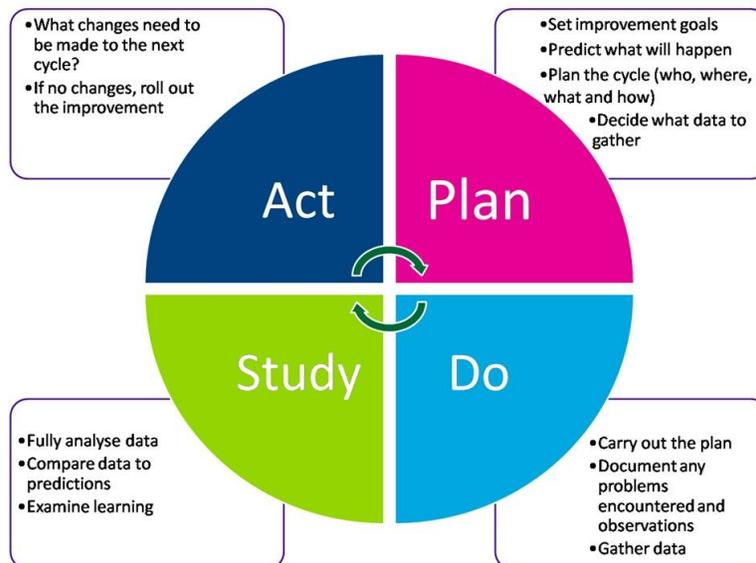 •What changes need to
be made to the next
cycle?
•If no changes, roll out
the improvement
•Set improvement goals
•Predict what will happen
•Plan the cycle (who, where,
what and how)
•Decide what data to
gather
Act
Plan
Study
Do
•Fully analyse data
•Compare data to
predictions
•Examine learning
•Carry out the plan
•Document any
problems
encountered and
observations
•Gather data